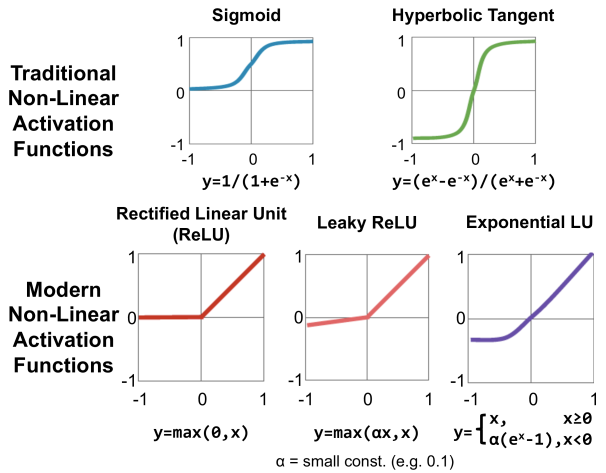 Sigmoid
Hyperbolic Tangent
Traditional
Non-Linear
Activation
Functions
1
0
-1
-1
0
1
y=1/(1+e⁻ˣ)
1
0
-1
-1
0
1
y=(eˣ-e⁻ˣ)/(eˣ+e⁻ˣ)
Rectified Linear Unit
(ReLU)
Leaky ReLU
Exponential LU
Modern
Non-Linear
Activation
Functions
1
0
-1
-1
0
1
y=max(0,x)
1
0
-1
-1
0
1
y=max(αx,x)
1
0
-1
-1
0
1
y={
x, x≥0
α(eˣ-1),x<0
α = small const. (e.g. 0.1)